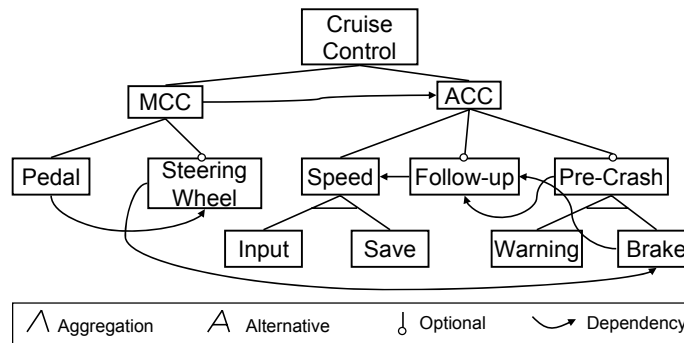 Cruise
Control
MCC
ACC
Pedal
Steering
Wheel
Speed
Follow-up
Pre-Crash
Input
Save
Warning
Brake
Aggregation
Alternative
Optional
Dependency